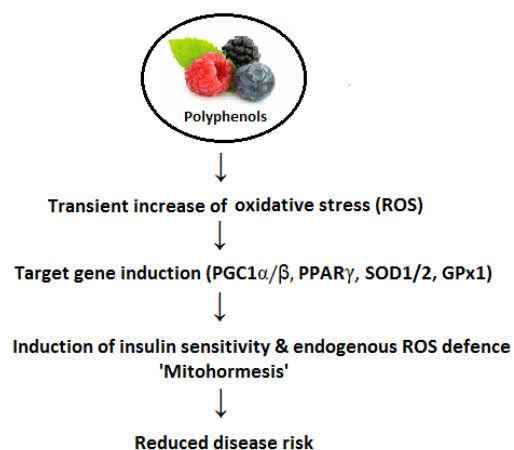 Polyphenols
↓
Transient increase of oxidative stress (ROS)
↓
Target gene induction (PGC1α/β, PPARγ, SOD1/2, GPx1)
↓
Induction of insulin sensitivity & endogenous ROS defence
'Mitohormesis'
↓
Reduced disease risk